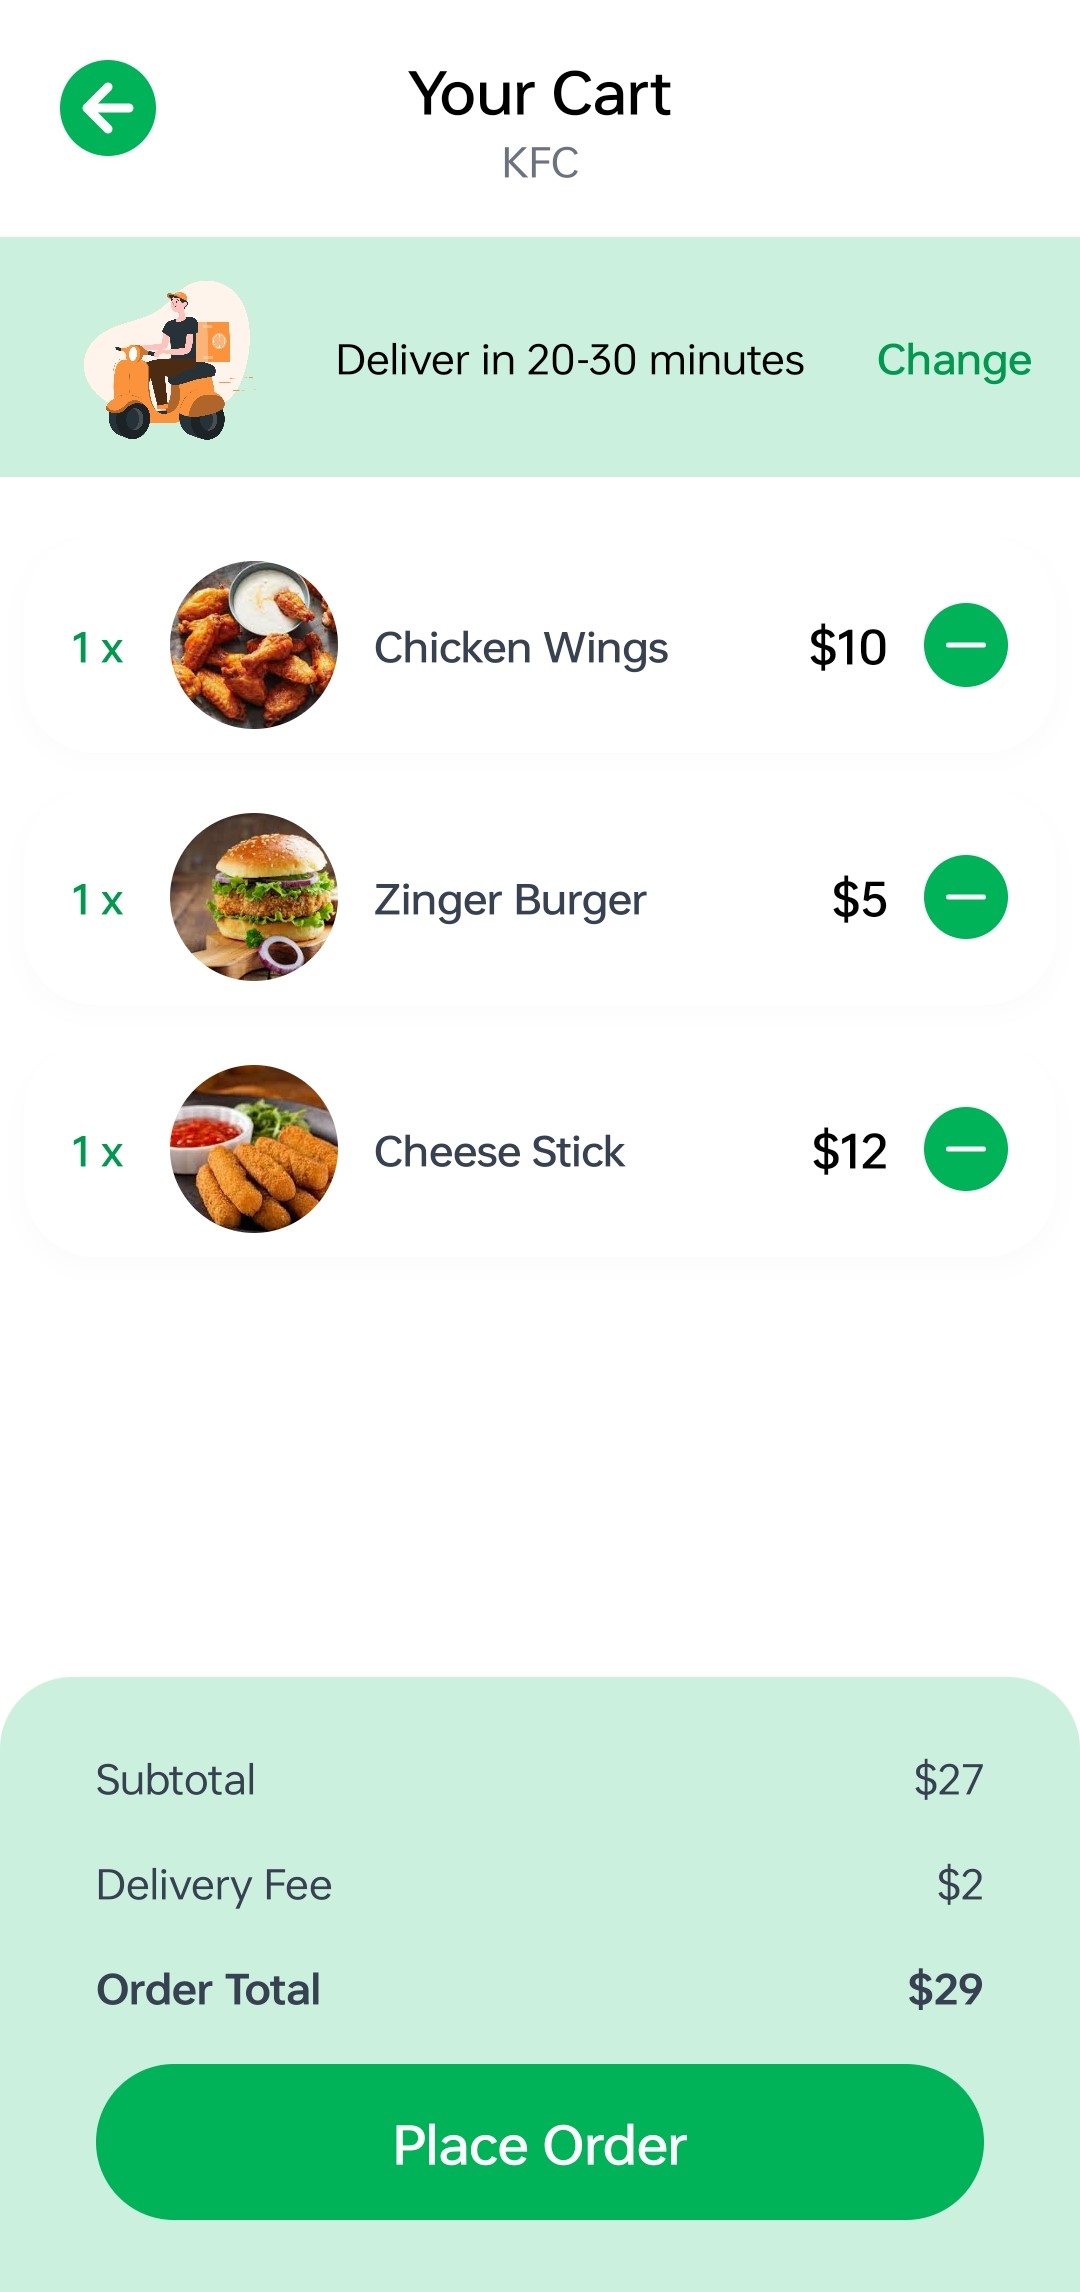 Your Cart
KFC
Deliver in 20-30 minutes Change
1 x Chicken Wings $10
1 x Zinger Burger $5
1 x Cheese Stick $12
Subtotal $27
Delivery Fee $2
Order Total $29
Place Order